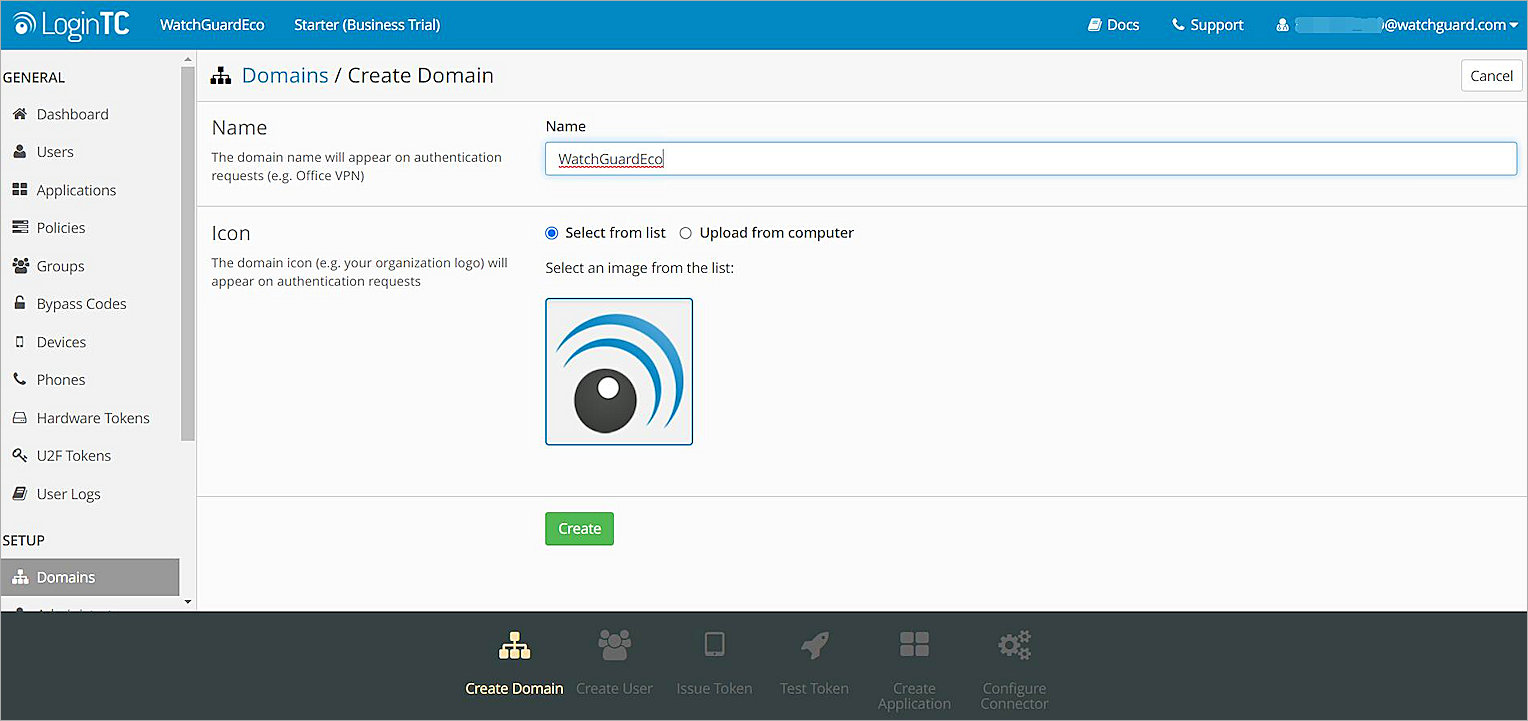 LoginTC WatchGuardEco Starter (Business Trial) Docs Support @watchguard.com
GENERAL
Dashboard
Users
Applications
Policies
Groups
Bypass Codes
Devices
Phones
Hardware Tokens
U2F Tokens
User Logs
SETUP
Domains
Domains / Create Domain
Cancel
Name
The domain name will appear on authentication
requests (e.g. Office VPN)
Name
WatchGuardEco
Icon
The domain icon (e.g. your organization logo) will
appear on authentication requests
Select from list Upload from computer
Select an image from the list:
Create
Create Domain Create User Issue Token Test Token Create Application Configure Connector